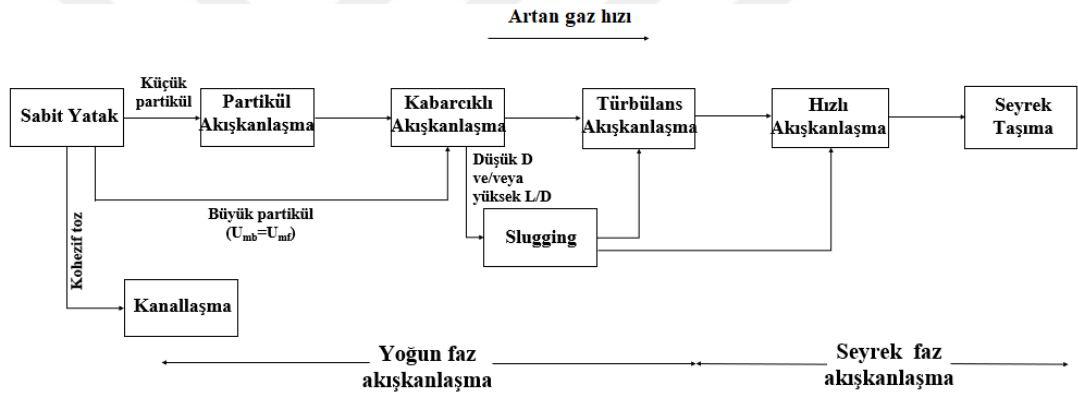 Artan gaz hızı
Küçük
partikül
Sabit Yatak
Partikül
Akışkanlaşma
Kabarcıklı
Akışkanlaşma
Türbülans
Akışkanlaşma
Hızlı
Akışkanlaşma
Seyrek
Taşıma
Düşük D
ve/veya
yüksek L/D
Büyük partikül
(Umb=Umf)
Slugging
Kohezif toz
Kanallaşma
Yoğun faz
akışkanlaşma
Seyrek faz
akışkanlaşma